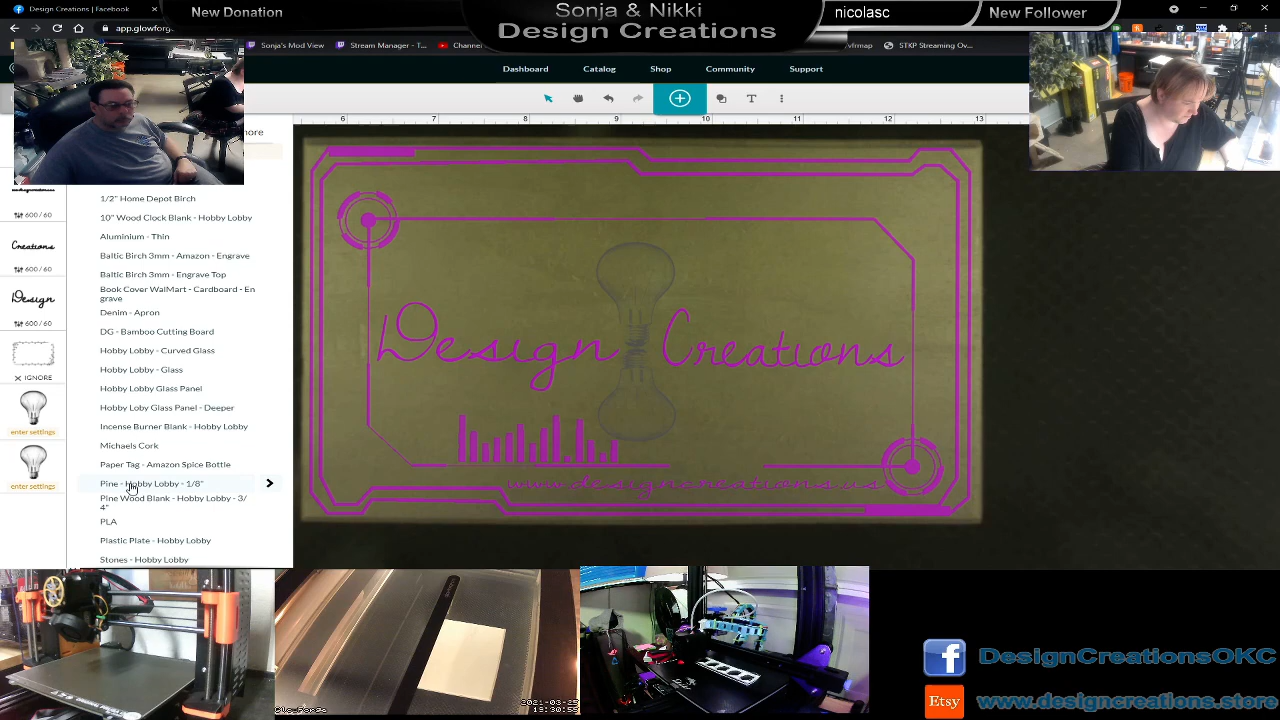 Design Creations | Facebook
New Donation
Sonja & Nikki
Design Creations
nicolasc
New Follower
app.glowforg
Sonja's Mod View
Stream Manager - T...
Channel
vfrmap
STKP Streaming Ov...
Dashboard
Catalog
Shop
Community
Support
6
7
8
9
10
11
12
13
600 / 60
Creations
600 / 60
Design
600 / 60
IGNORE
enter settings
enter settings
1/2" Home Depot Birch
10" Wood Clock Blank - Hobby Lobby
Aluminium - Thin
Baltic Birch 3mm - Amazon - Engrave
Baltic Birch 3mm - Engrave Top
Book Cover WalMart - Cardboard - En
grave
Denim - Apron
DG - Bamboo Cutting Board
Hobby Lobby - Curved Glass
Hobby Lobby - Glass
Hobby Lobby Glass Panel
Hobby Loby Glass Panel - Deeper
Incense Burner Blank - Hobby Lobby
Michaels Cork
Paper Tag - Amazon Spice Bottle
Pine - Hobby Lobby - 1/8"
Pine Wood Blank - Hobby Lobby - 3/
4"
PLA
Plastic Plate - Hobby Lobby
Stones - Hobby Lobby
Design Creations
www.designcreations.us
DesignCreationsOKC
Etsy
www.designcreations.store